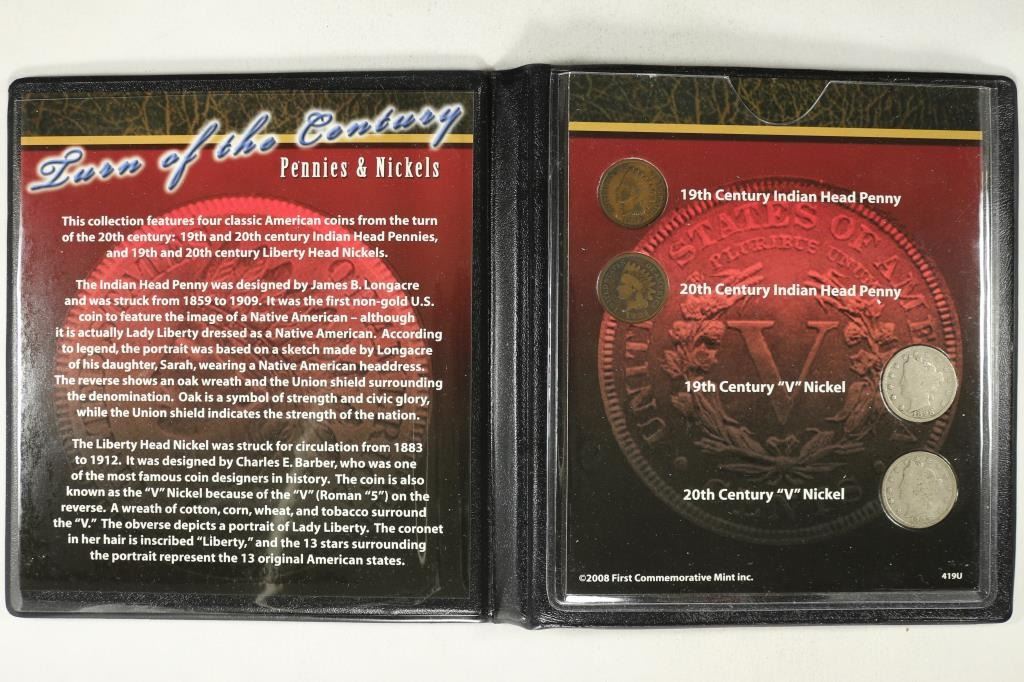 Turn of the Century
Pennies & Nickels
This collection features four classic American coins from the turn
of the 20th century: 19th and 20th century Indian Head Pennies,
and 19th and 20th century Liberty Head Nickels.
The Indian Head Penny was designed by James B. Longacre
and was struck from 1859 to 1909. It was the first non-gold U.S.
coin to feature the image of a Native American – although
it is actually Lady Liberty dressed as a Native American. According
to legend, the portrait was based on a sketch made by Longacre
of his daughter, Sarah, wearing a Native American headdress.
The reverse shows an oak wreath and the Union shield surrounding
the denomination. Oak is a symbol of strength and civic glory,
while the Union shield indicates the strength of the nation.
The Liberty Head Nickel was struck for circulation from 1883
to 1912. It was designed by Charles E. Barber, who was one
of the most famous coin designers in history. The coin is also
known as the “V” Nickel because of the “V” (Roman “5”) on the
reverse. A wreath of cotton, corn, wheat, and tobacco surround
the “V.” The obverse depicts a portrait of Lady Liberty. The coronet
in her hair is inscribed “Liberty,” and the 13 stars surrounding
the portrait represent the 13 original American states.
19th Century Indian Head Penny
20th Century Indian Head Penny
19th Century “V” Nickel
20th Century “V” Nickel
UNITED STATES OF AME
E PLURIBUS UNUM
V
©2008 First Commemorative Mint inc.
419U